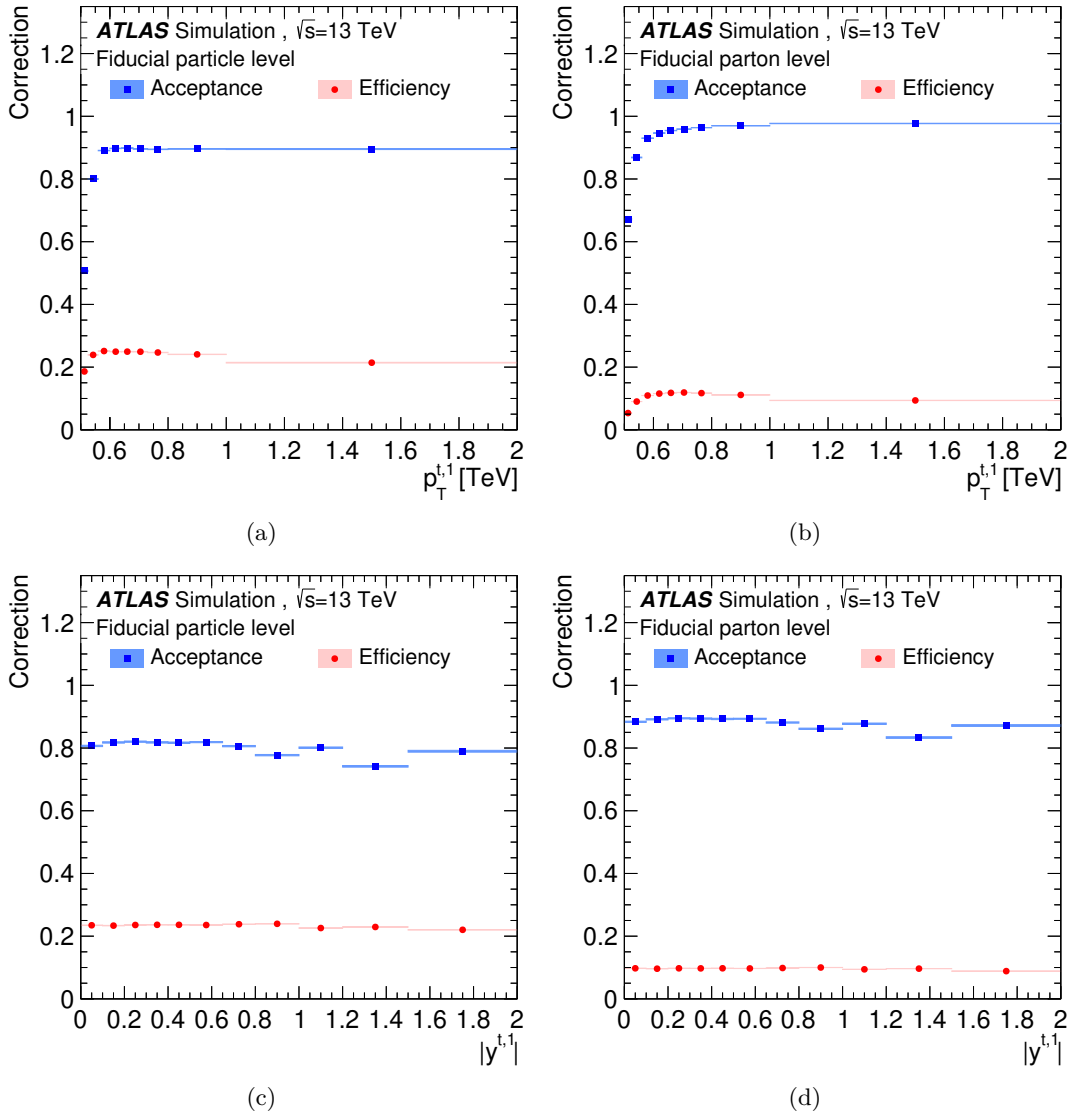 ATLAS Simulation , √s=13 TeV
Fiducial particle level
Acceptance Efficiency
Correction
0 0.2 0.4 0.6 0.8 1 1.2
0.6 0.8 1 1.2 1.4 1.6 1.8 2
p_T^{t,1} [TeV]
(a)
ATLAS Simulation , √s=13 TeV
Fiducial parton level
Acceptance Efficiency
Correction
0 0.2 0.4 0.6 0.8 1 1.2
0.6 0.8 1 1.2 1.4 1.6 1.8 2
p_T^{t,1} [TeV]
(b)
ATLAS Simulation , √s=13 TeV
Fiducial particle level
Acceptance Efficiency
Correction
0 0.2 0.4 0.6 0.8 1 1.2
0 0.2 0.4 0.6 0.8 1 1.2 1.4 1.6 1.8 2
|y^{t,1}|
(c)
ATLAS Simulation , √s=13 TeV
Fiducial parton level
Acceptance Efficiency
Correction
0 0.2 0.4 0.6 0.8 1 1.2
0 0.2 0.4 0.6 0.8 1 1.2 1.4 1.6 1.8 2
|y^{t,1}|
(d)